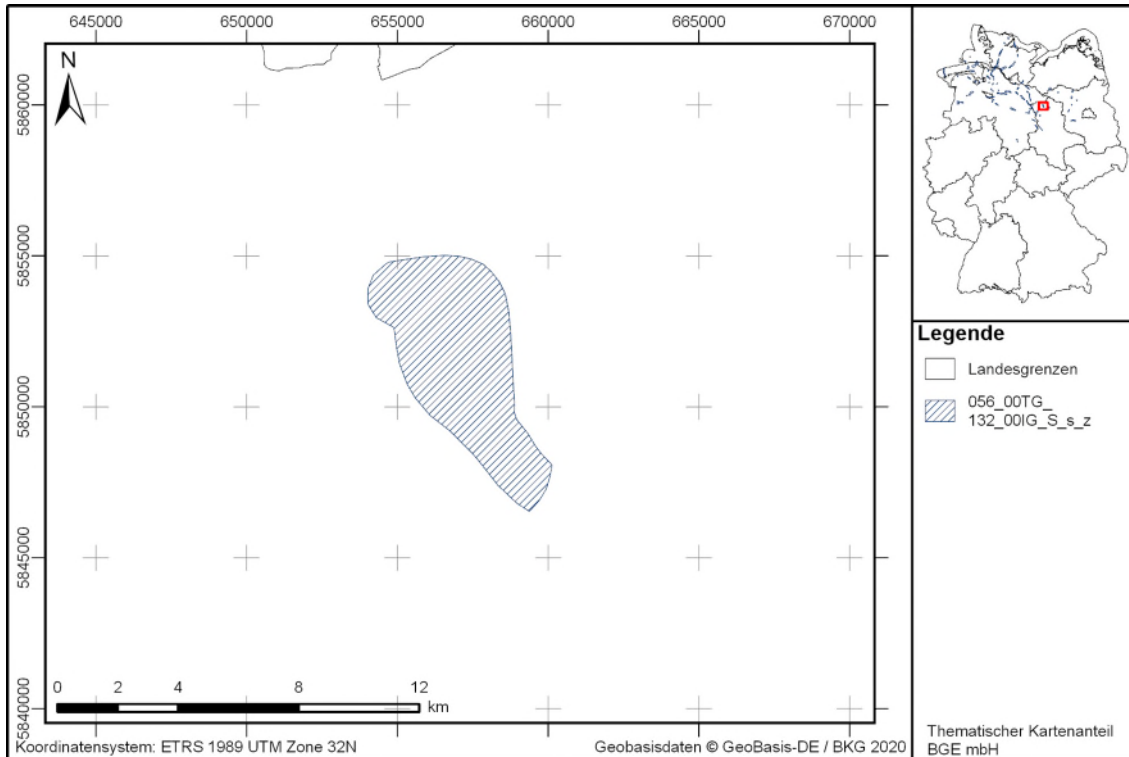 645000 650000 655000 660000 665000 670000
N
5860000
5855000
5850000
5845000
5840000
0 2 4 8 12
km
Koordinatensystem: ETRS 1989 UTM Zone 32N
Geobasisdaten © GeoBasis-DE / BKG 2020
Legende
Landesgrenzen
056_00TG_
132_00IG_S_s_z
Thematischer Kartenanteil
BGE mbH